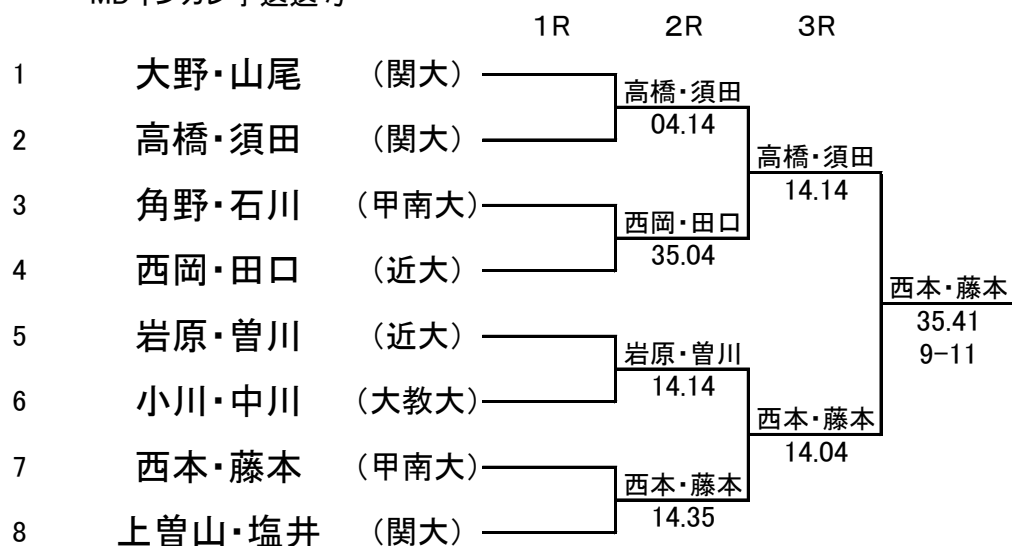 1R 2R 3R
1 大野・山尾 （関大）
高橋・須田
04.14
2 高橋・須田 （関大）
高橋・須田
14.14
3 角野・石川 （甲南大）
西岡・田口
35.04
4 西岡・田口 （近大）
西本・藤本
35.41
9-11
5 岩原・曽川 （近大）
岩原・曽川
14.14
6 小川・中川 （大教大）
西本・藤本
14.04
7 西本・藤本 （甲南大）
西本・藤本
14.35
8 上曽山・塩井 （関大）